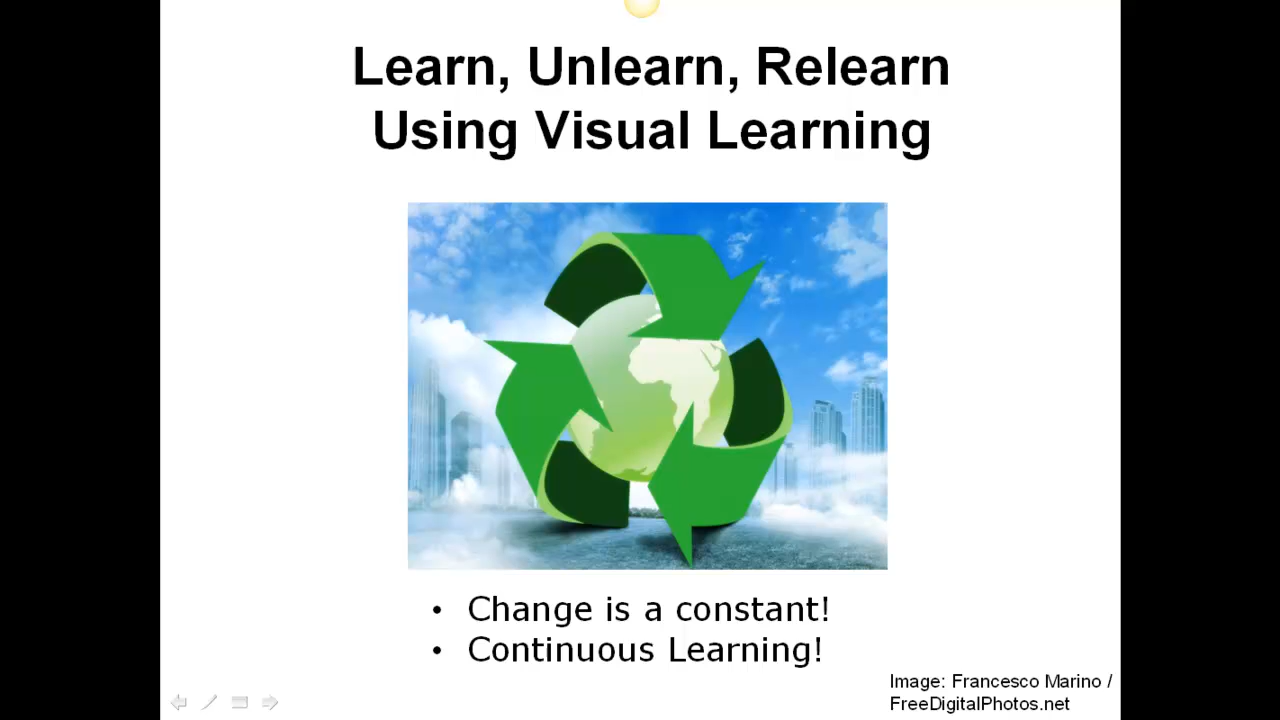 Learn, Unlearn, Relearn
Using Visual Learning
• Change is a constant!
• Continuous Learning!
Image: Francesco Marino /
FreeDigitalPhotos.net